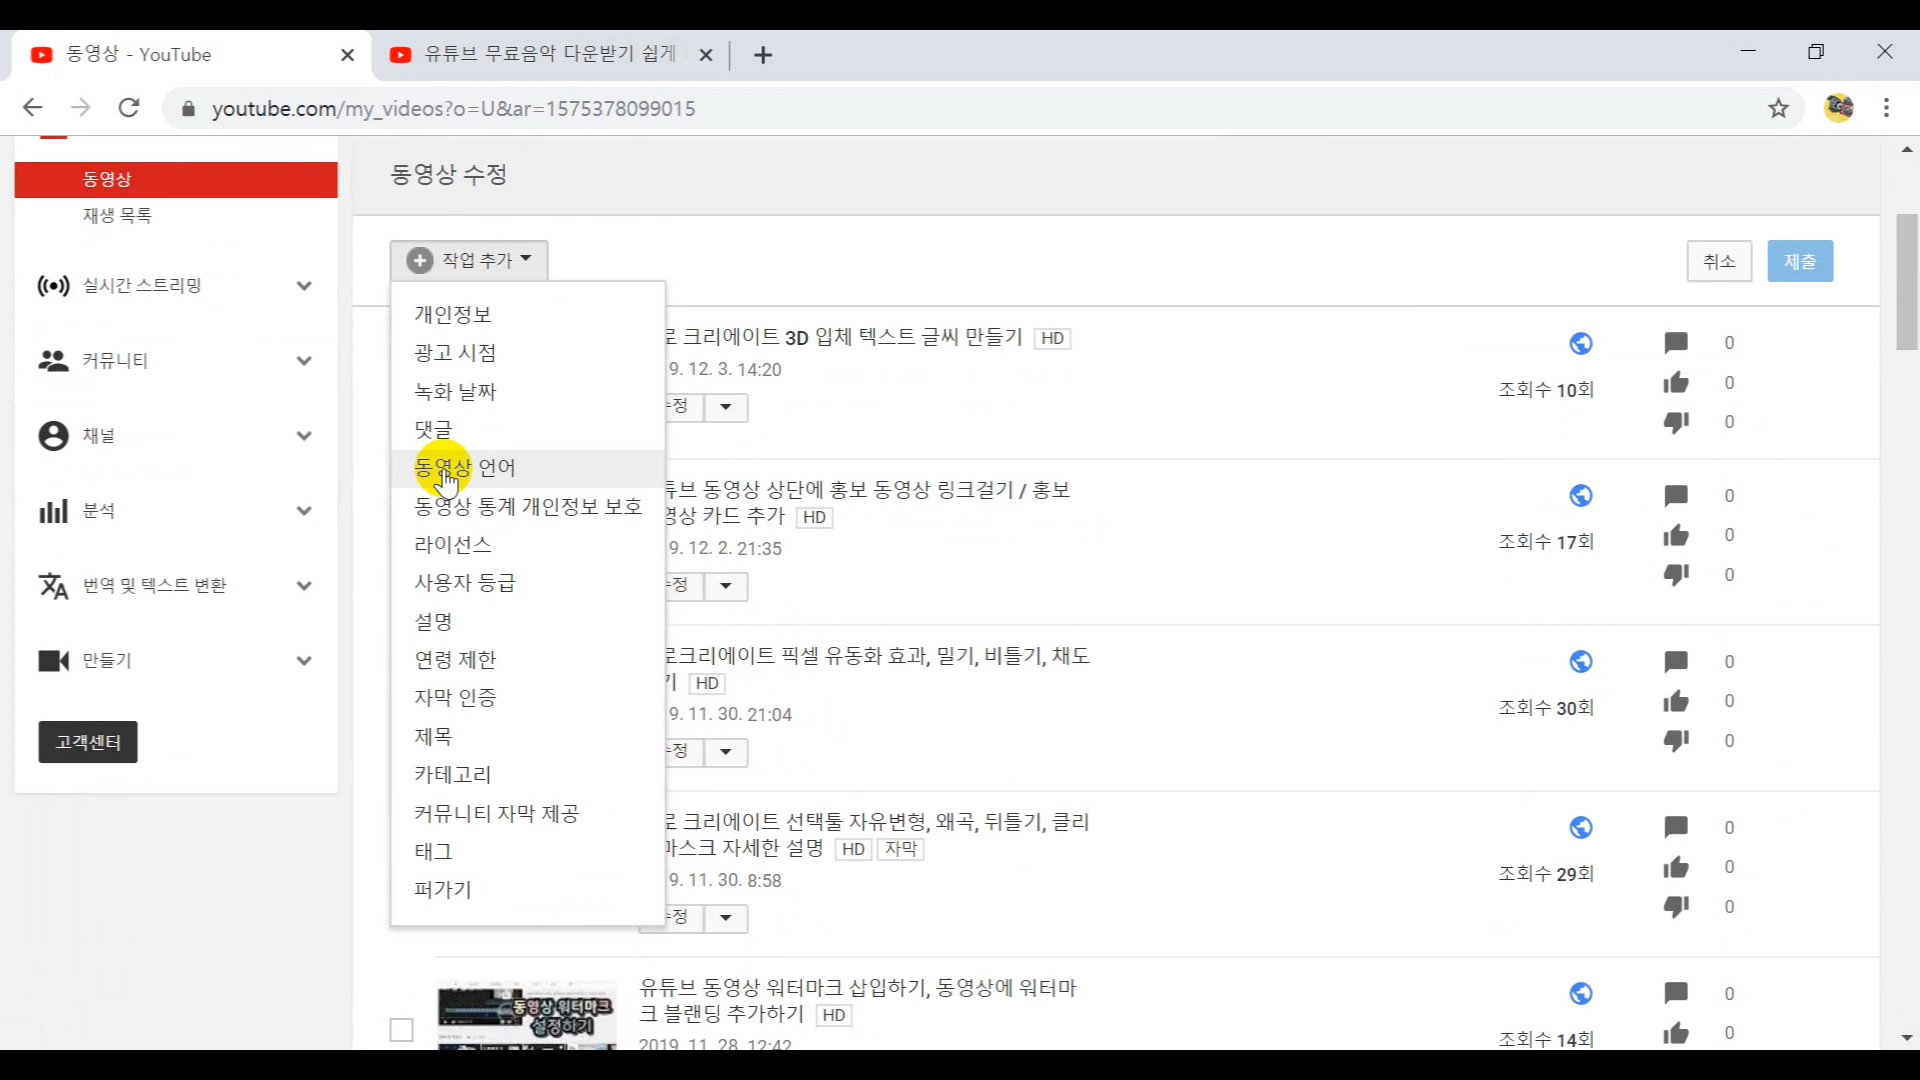 동영상 - YouTube
유튜브 무료음악 다운받기 쉽게
youtube.com/my_videos?o=U&ar=1575378099015
동영상
재생 목록
실시간 스트리밍
커뮤니티
채널
분석
번역 및 텍스트 변환
만들기
고객센터
동영상 수정
작업 추가
취소
제출
개인정보
광고 시점
녹화 날짜
댓글
동영상 언어
동영상 통계 개인정보 보호
라이선스
사용자 등급
설명
연령 제한
자막 인증
제목
카테고리
커뮤니티 자막 제공
태그
퍼가기
크리에이트 3D 입체 텍스트 글씨 만들기 HD
9. 12. 3. 14:20
조회수 10회
0
0
0
동영상 상단에 홍보 동영상 링크걸기 / 홍보
카드 추가 HD
9. 12. 2. 21:35
조회수 17회
0
0
0
픽셀 유동화 효과, 밀기, 비틀기, 채도
HD
9. 11. 30. 21:04
조회수 30회
0
0
0
크리에이트 선택툴 자유변형, 왜곡, 뒤틀기, 클리
자세한 설명 HD 자막
9. 11. 30. 8:58
조회수 29회
0
0
0
동영상 워터마크
설정하기
유튜브 동영상 워터마크 삽입하기, 동영상에 워터마
크 블랜딩 추가하기 HD
2019. 11. 28. 12:42
조회수 14회
0
0